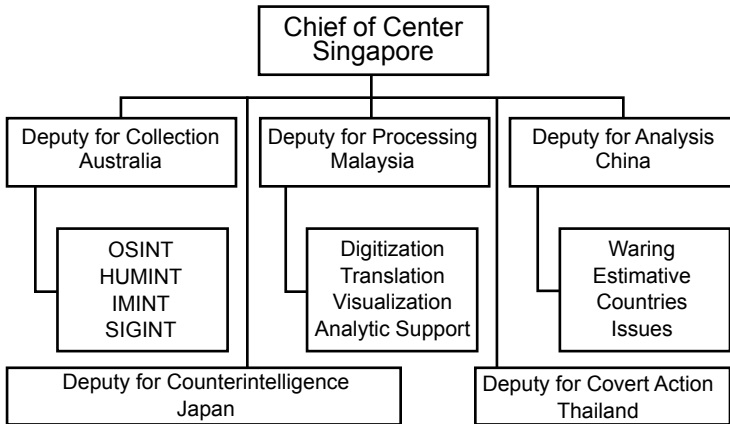 Chief of Center
Singapore
Deputy for Collection
Australia
Deputy for Processing
Malaysia
Deputy for Analysis
China
OSINT
HUMINT
IMINT
SIGINT
Digitization
Translation
Visualization
Analytic Support
Waring
Estimative
Countries
Issues
Deputy for Counterintelligence
Japan
Deputy for Covert Action
Thailand